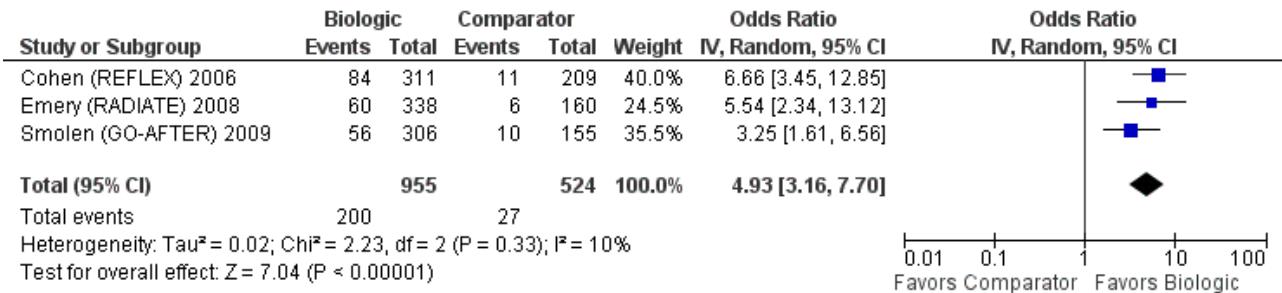 Biologic Comparator Odds Ratio Odds Ratio
Study or Subgroup Events Total Events Total Weight IV, Random, 95% CI IV, Random, 95% CI
Cohen (REFLEX) 2006 84 311 11 209 40.0% 6.66 [3.45, 12.85]
Emery (RADIATE) 2008 60 338 6 160 24.5% 5.54 [2.34, 13.12]
Smolen (GO-AFTER) 2009 56 306 10 155 35.5% 3.25 [1.61, 6.56]
Total (95% CI) 955 524 100.0% 4.93 [3.16, 7.70]
Total events 200 27
Heterogeneity: Tau² = 0.02; Chi² = 2.23, df = 2 (P = 0.33); I² = 10%
Test for overall effect: Z = 7.04 (P < 0.00001)
0.01 0.1 1 10 100
Favors Comparator Favors Biologic